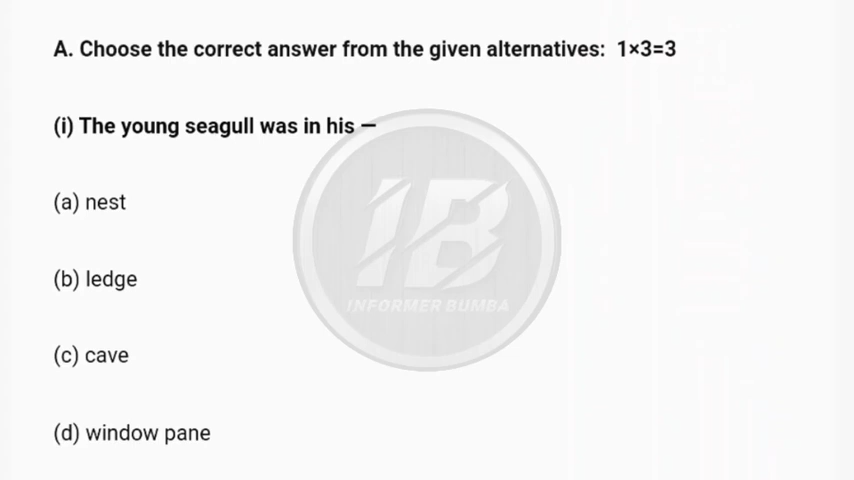 A. Choose the correct answer from the given alternatives: 1×3=3
(i) The young seagull was in his –
(a) nest
IB
(b) ledge
INFORMER BUMBA
(c) cave
(d) window pane